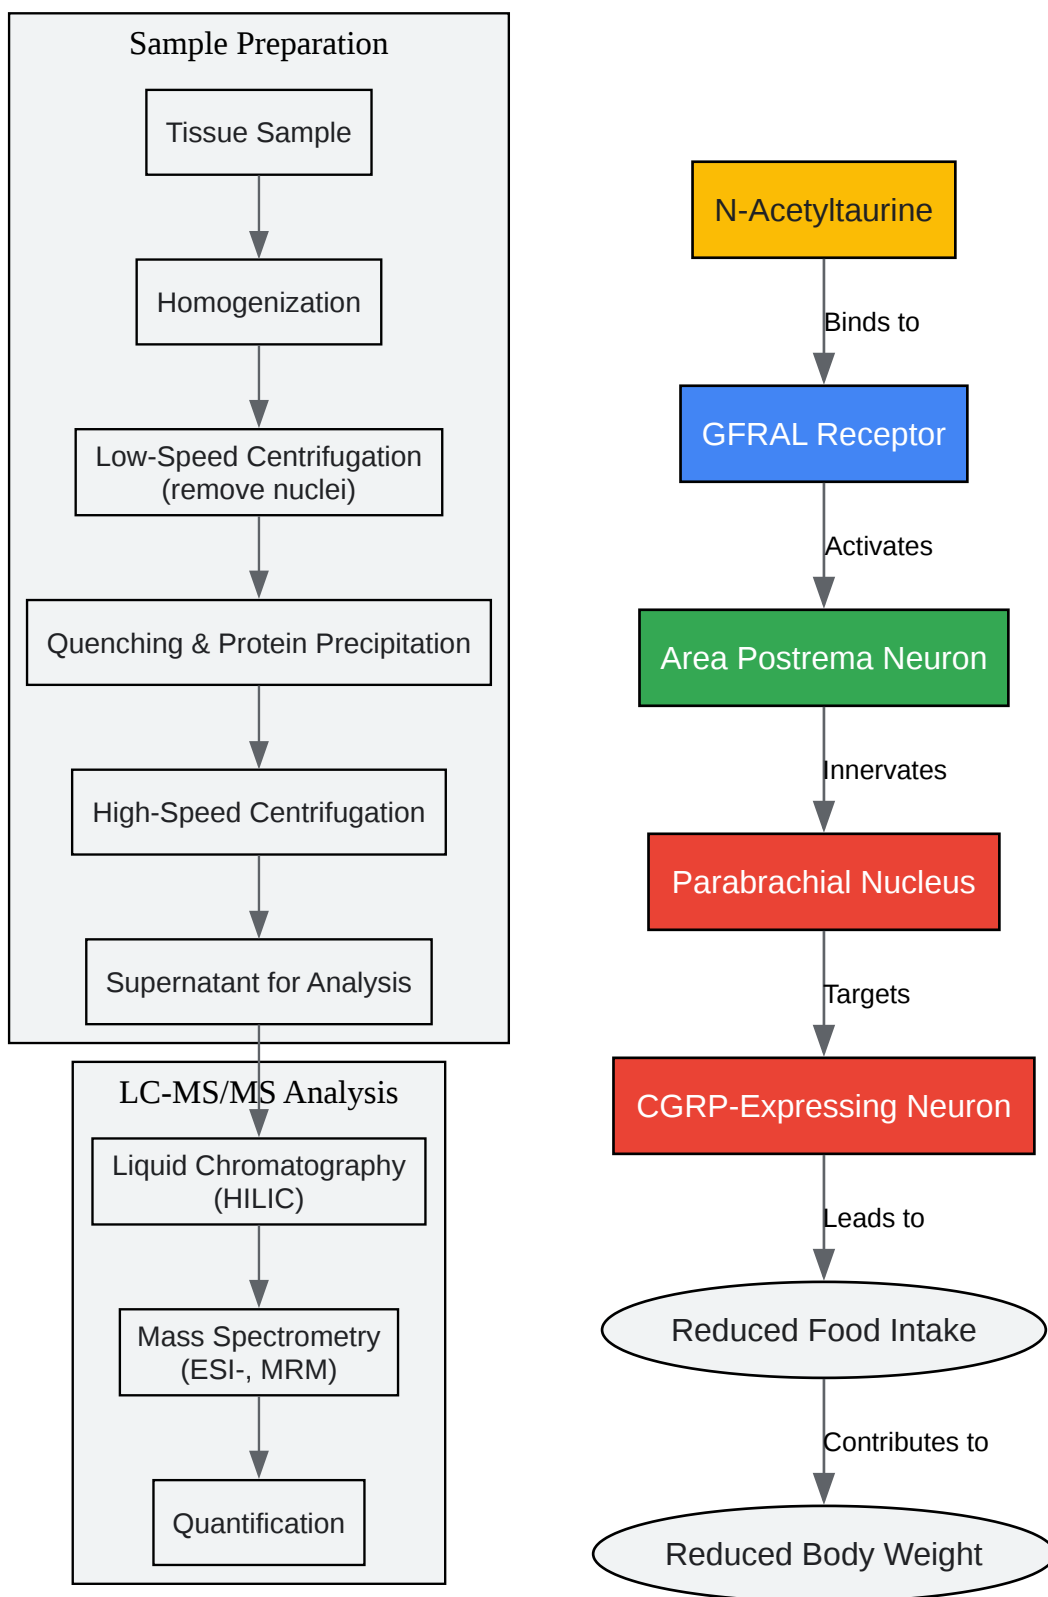 Sample Preparation
Tissue Sample
Homogenization
Low-Speed Centrifugation
(remove nuclei)
Quenching & Protein Precipitation
High-Speed Centrifugation
Supernatant for Analysis
LC-MS/MS Analysis
Liquid Chromatography
(HILIC)
Mass Spectrometry
(ESI-, MRM)
Quantification
N-Acetyltaurine
Binds to
GFRAL Receptor
Activates
Area Postrema Neuron
Innervates
Parabrachial Nucleus
Targets
CGRP-Expressing Neuron
Leads to
Reduced Food Intake
Contributes to
Reduced Body Weight